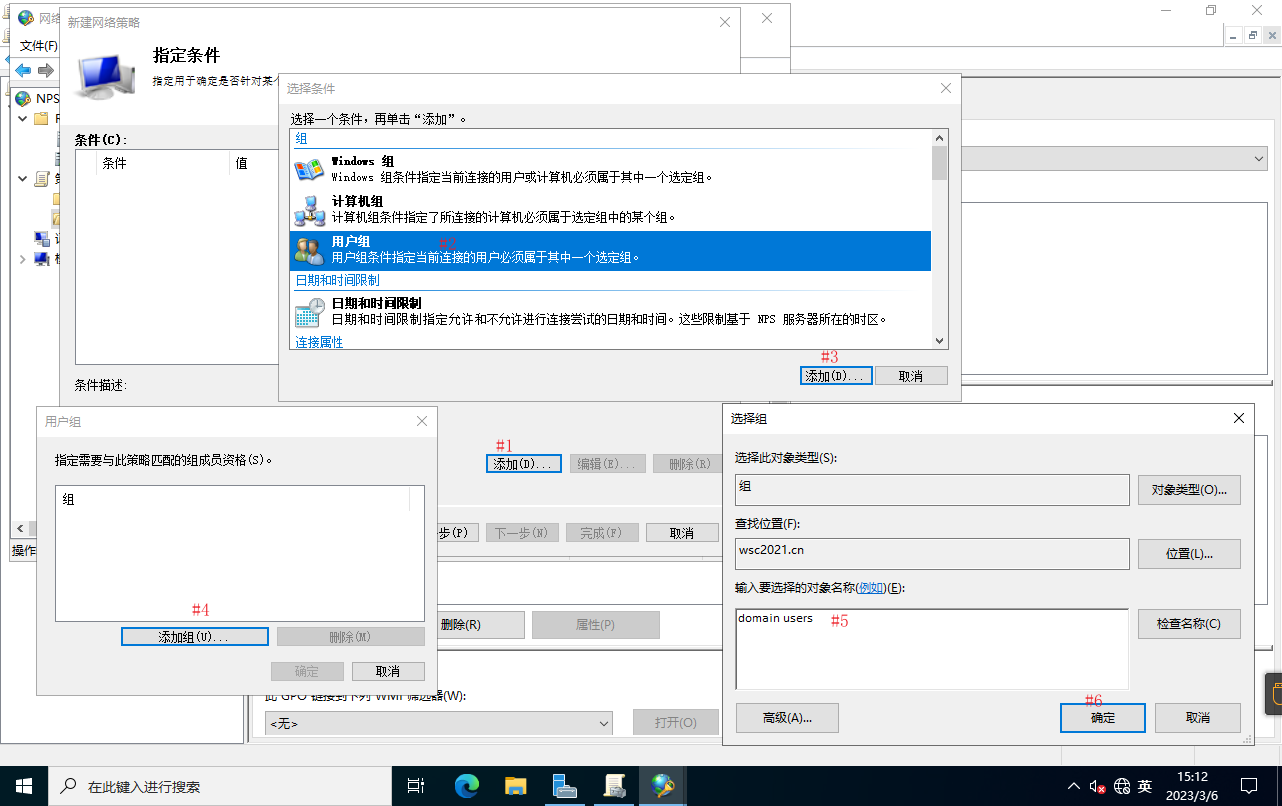 网络
新建网络策略
文件(F)
指定条件
指定用于确定是否针对某个
选择条件
NPS
选择一个条件，再单击“添加”。
组
条件(C):
条件
值
Windows 组
Windows 组条件指定当前连接的用户或计算机必须属于其中一个选定组。
计算机组
计算机组条件指定了所连接的计算机必须属于选定组中的某个组。
用户组
#2
用户组条件指定当前连接的用户必须属于其中一个选定组。
日期和时间限制
日期和时间限制
日期和时间限制指定允许和不允许进行连接尝试的日期和时间。这些限制基于 NPS 服务器所在的时区。
连接属性
#3
添加(D)...
取消
条件描述:
用户组
指定需要与此策略匹配的组成员资格(S)。
组
#4
添加组(U)...
删除(M)
确定
取消
#1
添加(D)...
编辑(E)...
删除(R)
步(P)
下一步(N)
完成(F)
取消
操作
删除(R)
属性(P)
此 GPO 链接到下列 WMI 筛选器(W):
<无>
打开(O)
选择组
选择此对象类型(S):
组
对象类型(O)...
查找位置(F):
wsc2021.cn
位置(L)...
输入要选择的对象名称(例如)(E):
domain users
#5
检查名称(C)
#6
高级(A)...
确定
取消
在此键入进行搜索
英
15:12
2023/3/6